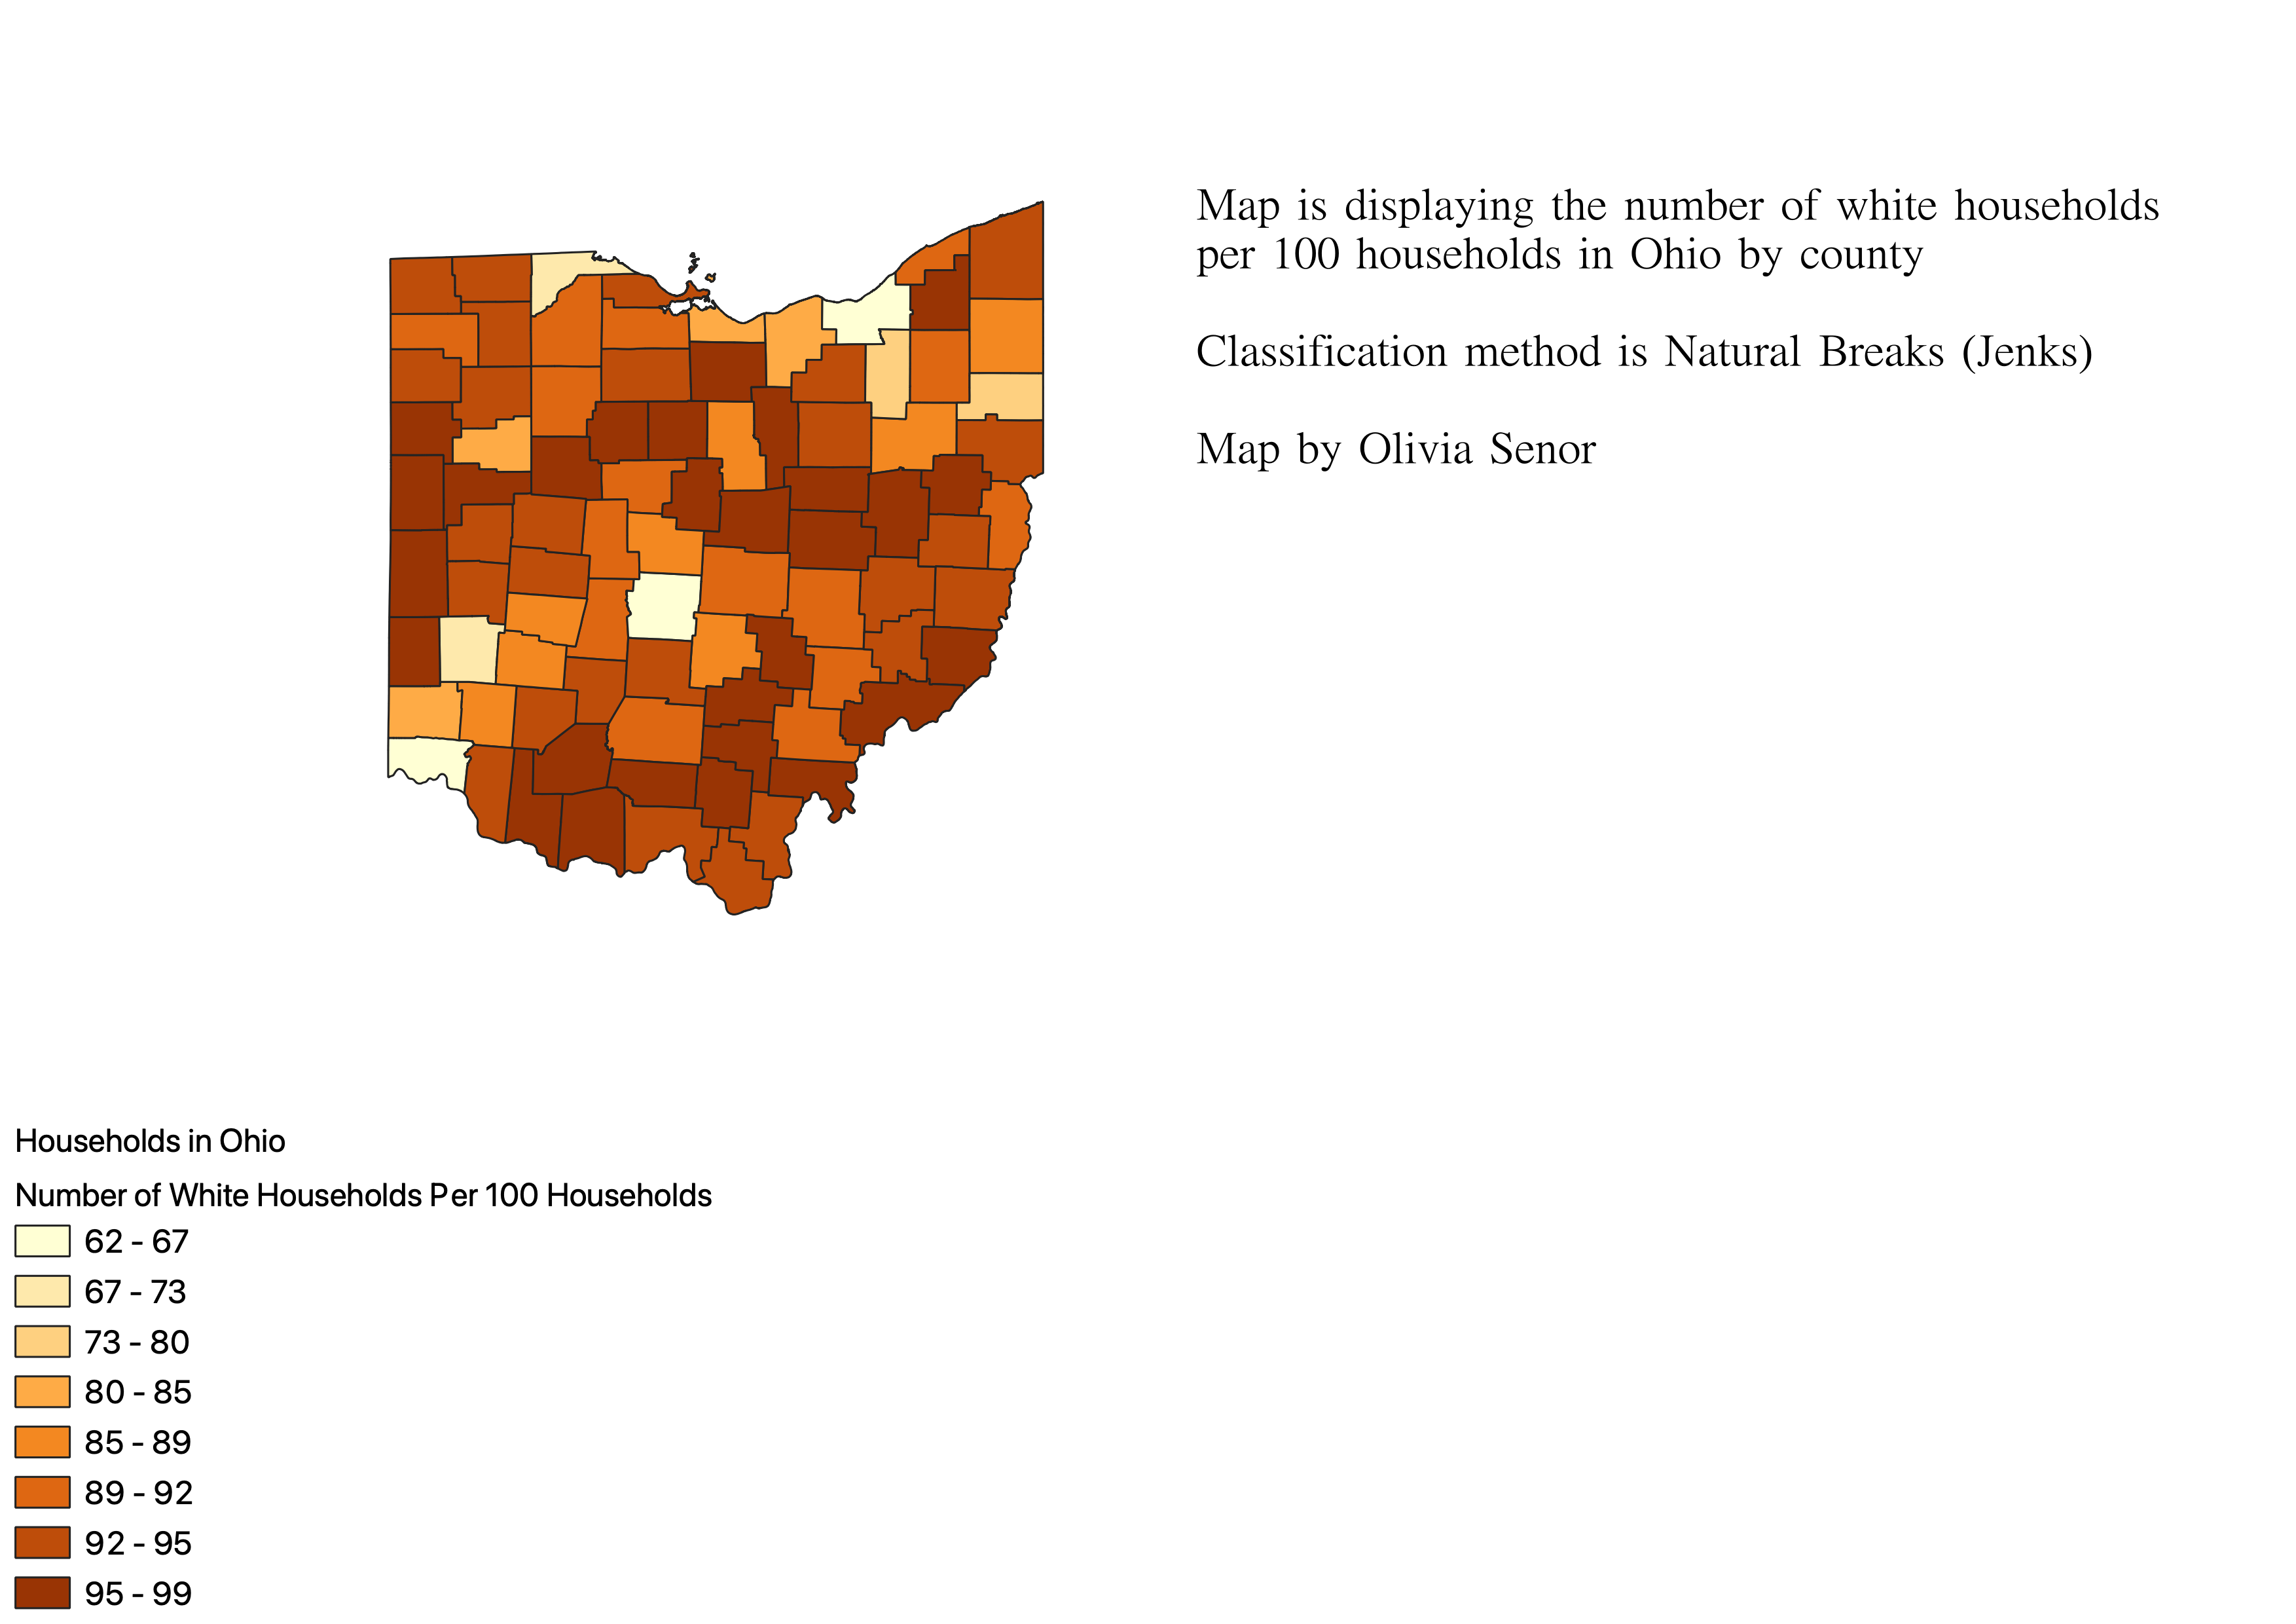 Map is displaying the number of white households
per 100 households in Ohio by county
Classification method is Natural Breaks (Jenks)
Map by Olivia Senor
Households in Ohio
Number of White Households Per 100 Households
62 - 67
67 - 73
73 - 80
80 - 85
85 - 89
89 - 92
92 - 95
95 - 99